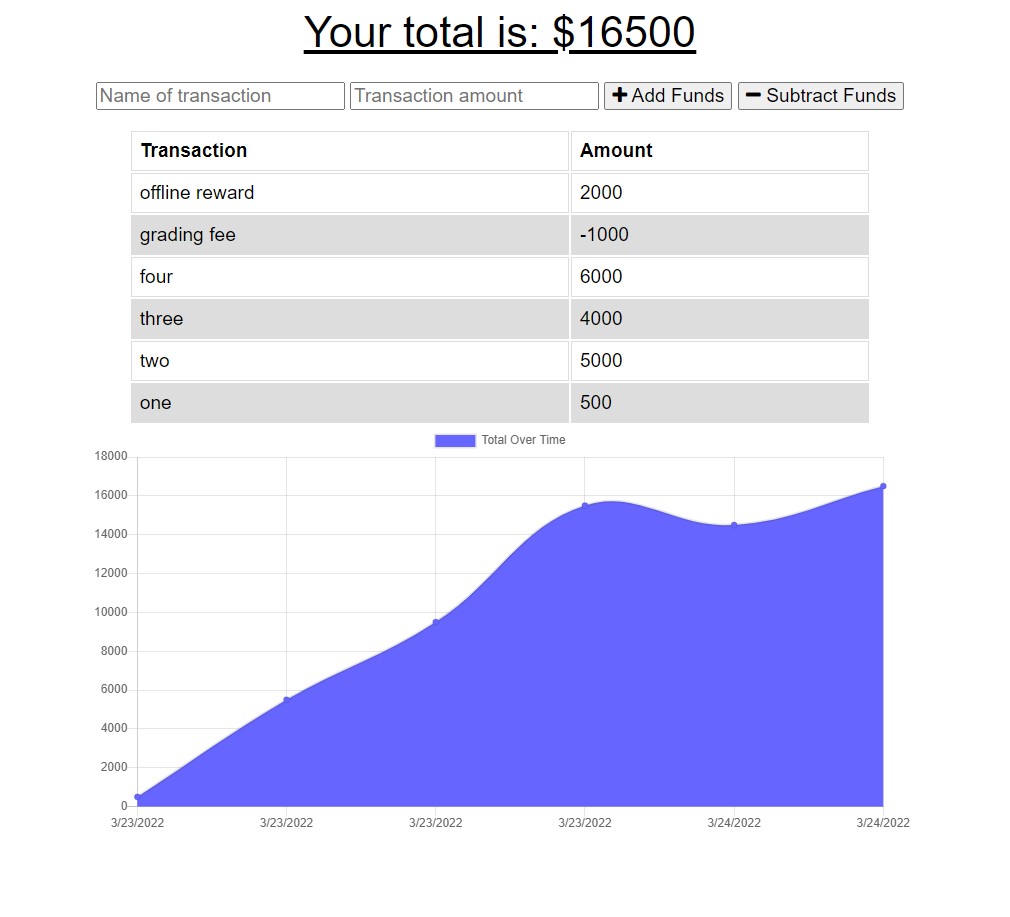 Your total is: $16500
Name of transaction Transaction amount Add Funds Subtract Funds
Transaction Amount
offline reward 2000
grading fee -1000
four 6000
three 4000
two 5000
one 500
Total Over Time
18000
16000
14000
12000
10000
8000
6000
4000
2000
0
3/23/2022 3/23/2022 3/23/2022 3/23/2022 3/24/2022 3/24/2022